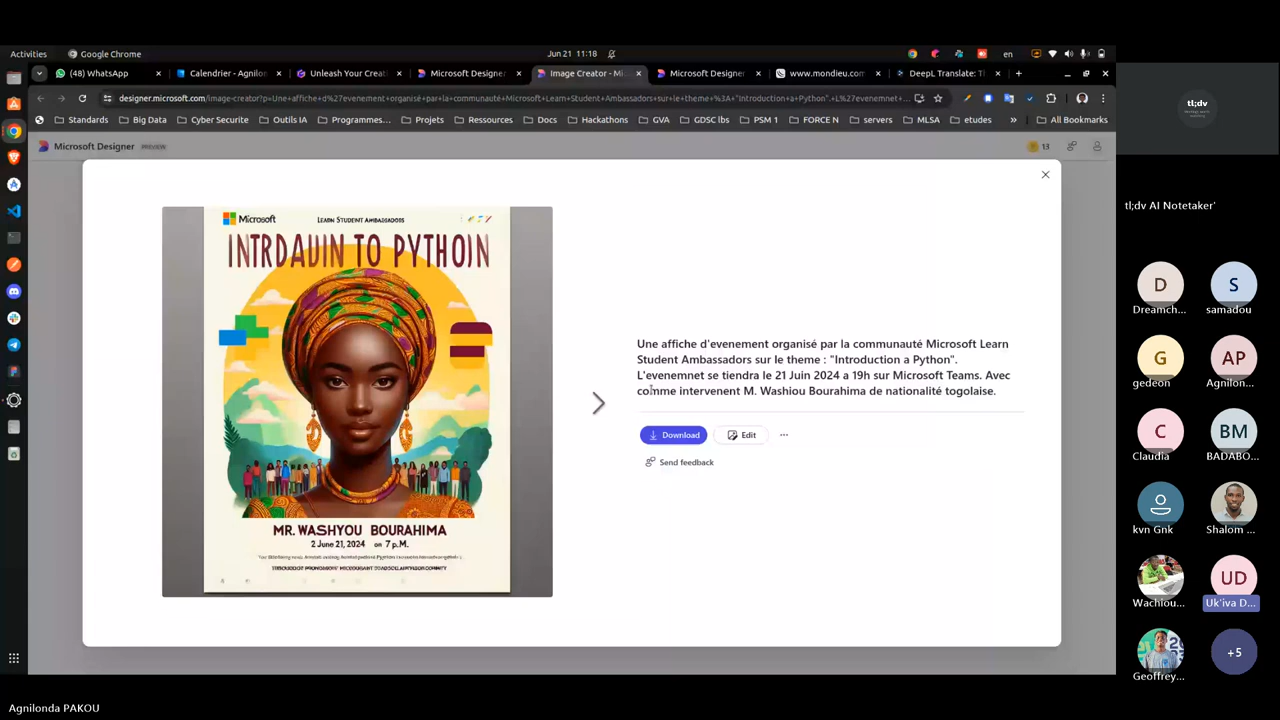 Activities
Google Chrome
Jun 21 11:18
en
(48) WhatsApp
Calendrier - Agnilon
Unleash Your Creati
Microsoft Designer
Image Creator - Mi
Microsoft Designer
www.mondieu.com
DeepL Translate: T
designer.microsoft.com/image-creator?p=Une+affiche+d%27evenement+organisé+par+la+communauté+Microsoft+Learn+Student+Ambassadors+sur+le+theme+%3A+"Introduction+a+Python".+L%27evenemnet+...
Standards
Big Data
Cyber Securite
Outils IA
Programmes...
Projets
Ressources
Docs
Hackathons
GVA
GDSC lbs
PSM 1
FORCE N
servers
MLSA
etudes
»
All Bookmarks
Microsoft Designer
PREVIEW
13
Microsoft
LEARN STUDENT AMBASSADORS
INTRDAUIN TO PYTHOIN
MR. WASHYOU BOURAHIMA
2 June 21, 2024 on 7 p.M.
Une affiche d'evenement organisé par la communauté Microsoft Learn
Student Ambassadors sur le theme : "Introduction a Python".
L'evenemnet se tiendra le 21 Juin 2024 a 19h sur Microsoft Teams. Avec
comme intervenent M. Washiou Bourahima de nationalité togolaise.
Download
Edit
...
Send feedback
tl;dv
tl;dv AI Notetaker'
D
Dreamch...
S
samadou
G
gedeon
AP
Agnilon...
C
Claudia
BM
BADABO...
kvn Gnk
Shalom ...
Wachiou...
UD
Uk'iva D...
Geoffrey...
+5
Agnilonda PAKOU